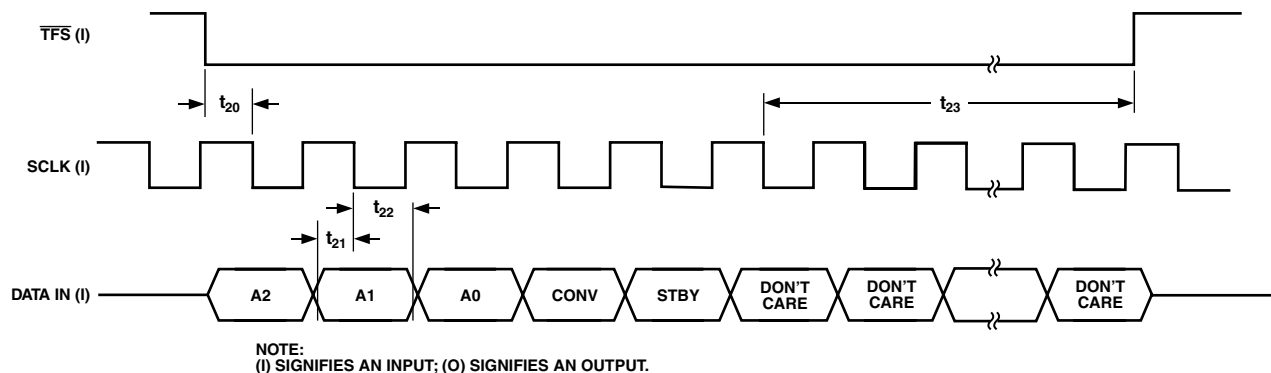 TFS (I)
t20
t23
SCLK (I)
t22
t21
DATA IN (I)
A2
A1
A0
CONV
STBY
DON'T
CARE
DON'T
CARE
DON'T
CARE
NOTE:
(I) SIGNIFIES AN INPUT; (O) SIGNIFIES AN OUTPUT.